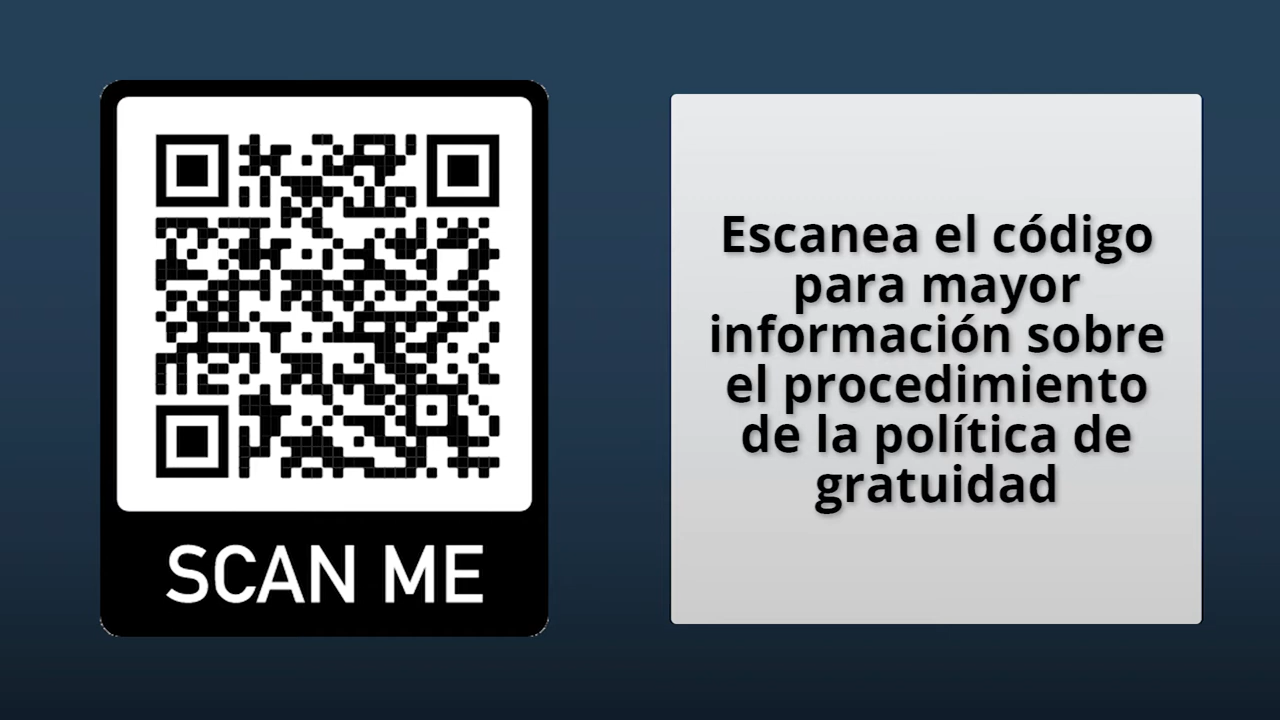 SCAN ME
Escanea el código
para mayor
información sobre
el procedimiento
de la política de
gratuidad